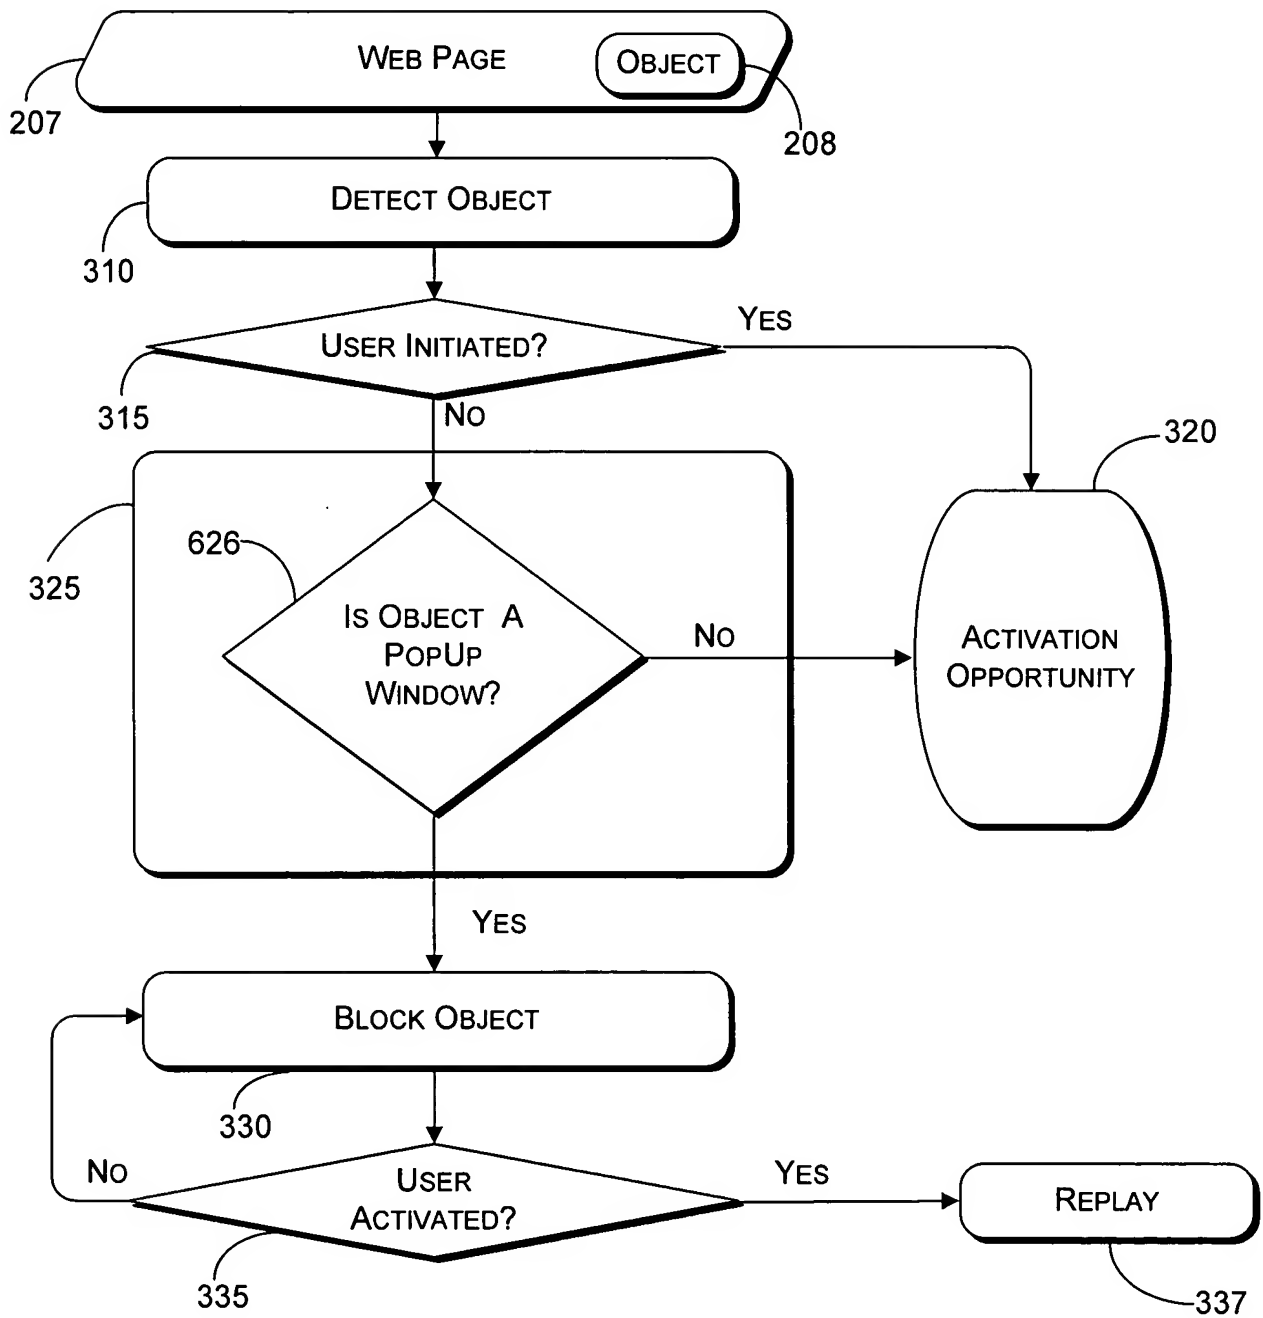 WEB PAGE
OBJECT
207
208
DETECT OBJECT
310
YES
USER INITIATED?
315
NO
320
626
325
IS OBJECT A
POPUP
WINDOW?
NO
ACTIVATION
OPPORTUNITY
YES
BLOCK OBJECT
330
NO
USER
ACTIVATED?
YES
REPLAY
335
337